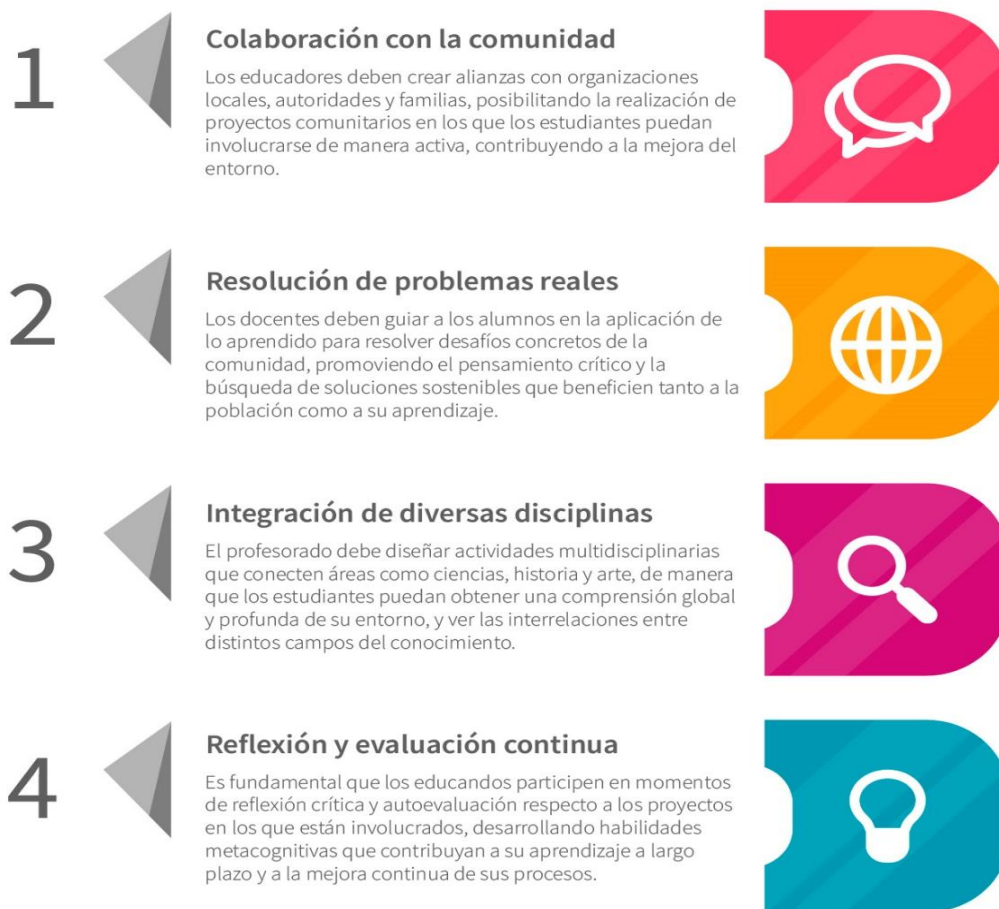 1
Colaboración con la comunidad
Los educadores deben crear alianzas con organizaciones
locales, autoridades y familias, posibilitando la realización de
proyectos comunitarios en los que los estudiantes puedan
involucrarse de manera activa, contribuyendo a la mejora del
entorno.
2
Resolución de problemas reales
Los docentes deben guiar a los alumnos en la aplicación de
lo aprendido para resolver desafíos concretos de la
comunidad, promoviendo el pensamiento crítico y la
búsqueda de soluciones sostenibles que beneficien tanto a la
población como a su aprendizaje.
3
Integración de diversas disciplinas
El profesorado debe diseñar actividades multidisciplinarias
que conecten áreas como ciencias, historia y arte, de manera
que los estudiantes puedan obtener una comprensión global
y profunda de su entorno, y ver las interrelaciones entre
distintos campos del conocimiento.
4
Reflexión y evaluación continua
Es fundamental que los educandos participen en momentos
de reflexión crítica y autoevaluación respecto a los proyectos
en los que están involucrados, desarrollando habilidades
metacognitivas que contribuyan a su aprendizaje a largo
plazo y a la mejora continua de sus procesos.